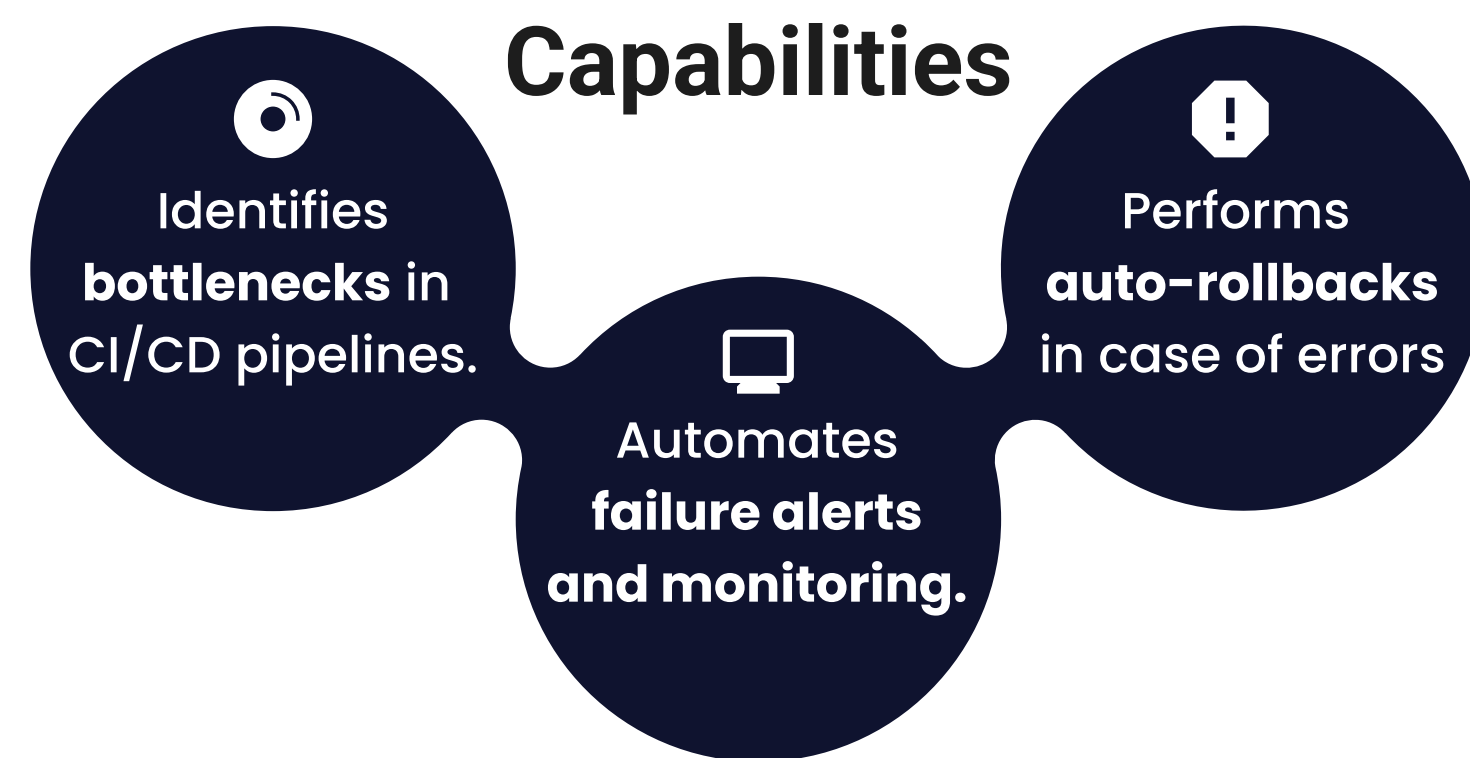 Capabilities
Identifies
bottlenecks in
CI/CD pipelines.
Automates
failure alerts
and monitoring.
Performs
auto-rollbacks
in case of errors